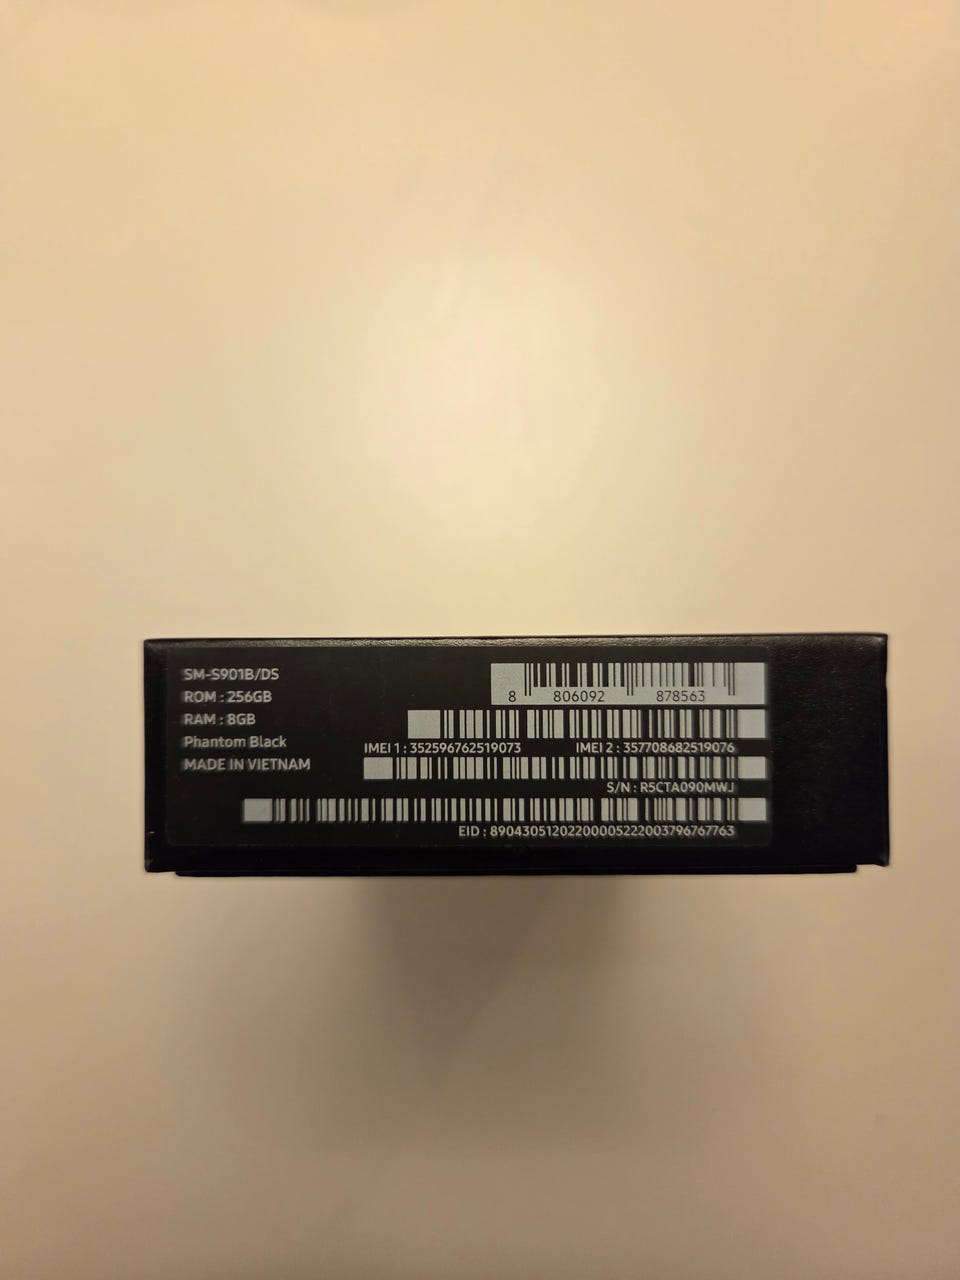 SM-S901B/DS
ROM : 256GB
RAM : 8GB
Phantom Black
MADE IN VIETNAM
8 806092 878563
IMEI 1 : 352596762519073 IMEI 2 : 357708682519076
S/N : R5CTA090MWJ
EID : 89043051202200005222003796767763